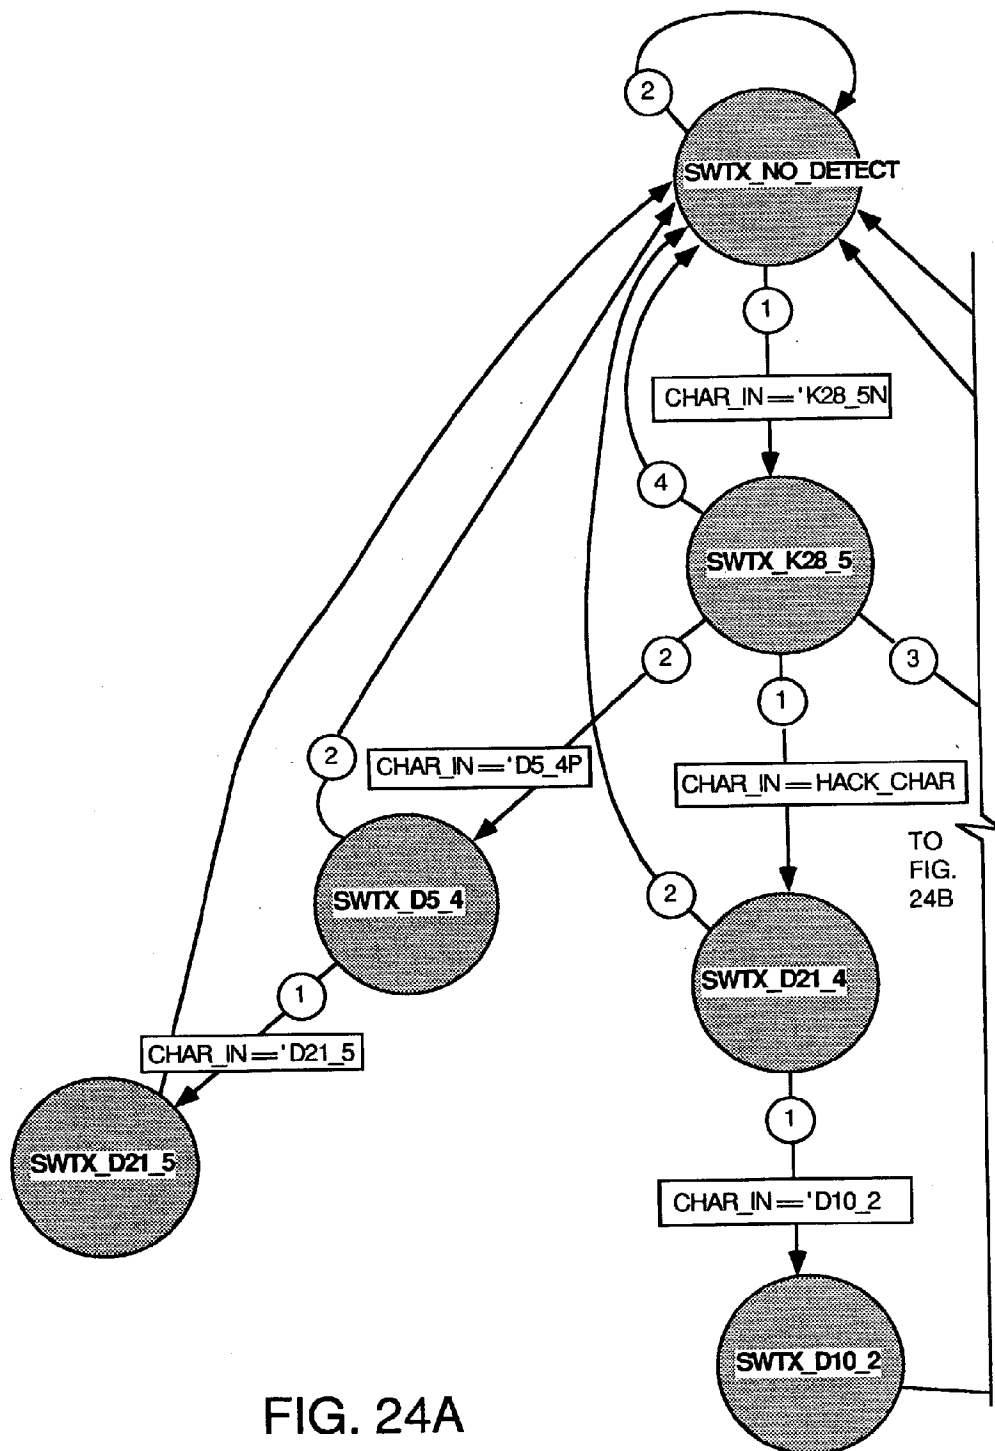 2
SWTX_NO_DETECT
1
CHAR_IN=='K28_5N
4
SWTX_K28_5
2
3
1
2
CHAR_IN=='D5_4P
CHAR_IN==HACK_CHAR
TO
FIG.
24B
2
SWTX_D5_4
SWTX_D21_4
1
CHAR_IN=='D21_5
1
SWTX_D21_5
CHAR_IN=='D10_2
SWTX_D10_2
FIG. 24A